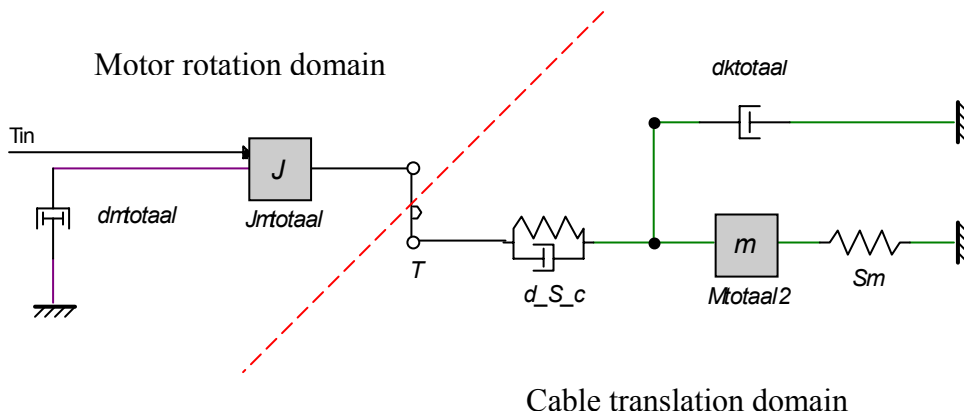 Motor rotation domain
dktotaal
Tin
J
dmtotaal
Jmtotaal
T
d_S_c
m
Mtotaal2
Sm
Cable translation domain